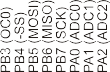 PB3 (OC0)
PB4 (-SS)
PB5 (MOSI)
PB6 (MISO)
PB7 (SCK)
PA0 (ADC0)
PA1 (ADC1)
PA2 (ADC2)